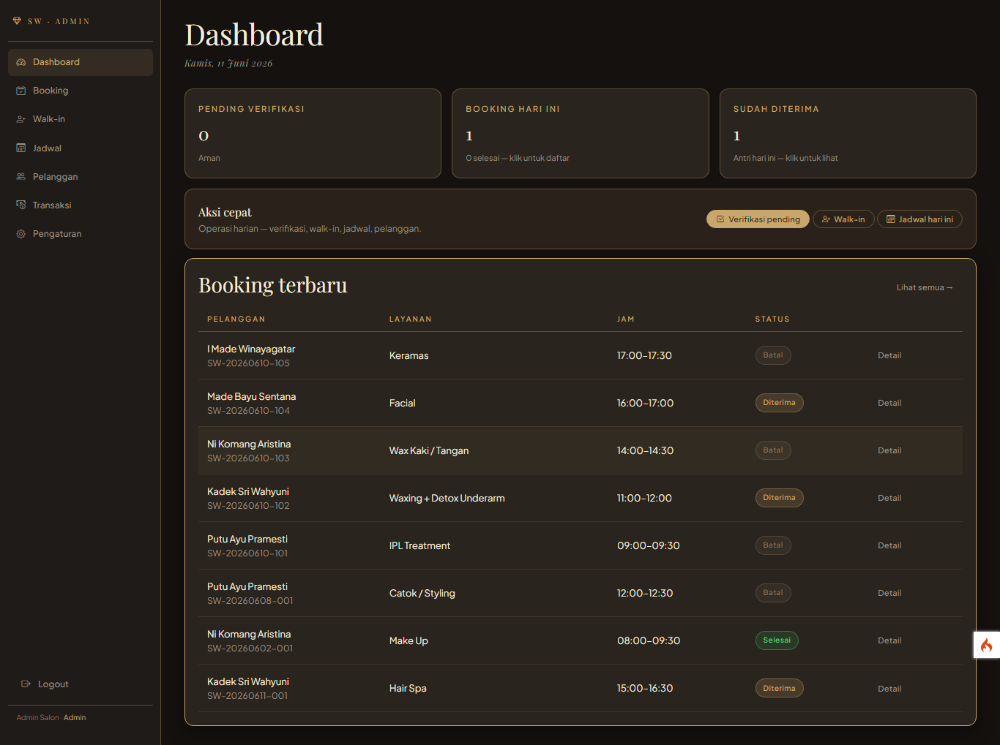 SW · ADMIN
Dashboard
Booking
Walk-in
Jadwal
Pelanggan
Transaksi
Pengaturan
Logout
Admin Salon · Admin
Dashboard
Kamis, 11 Juni 2026
PENDING VERIFIKASI
0
Aman
BOOKING HARI INI
1
0 selesai — klik untuk daftar
SUDAH DITERIMA
1
Antri hari ini — klik untuk lihat
Aksi cepat
Operasi harian — verifikasi, walk-in, jadwal, pelanggan.
Verifikasi pending
Walk-in
Jadwal hari ini
Booking terbaru
Lihat semua →
PELANGGAN LAYANAN JAM STATUS
I Made Winayagatar
SW-20260610-105
Keramas 17:00–17:30 Batal Detail
Made Bayu Sentana
SW-20260610-104
Facial 16:00–17:00 Diterima Detail
Ni Komang Aristina
SW-20260610-103
Wax Kaki / Tangan 14:00–14:30 Batal Detail
Kadek Sri Wahyuni
SW-20260610-102
Waxing + Detox Underarm 11:00–12:00 Diterima Detail
Putu Ayu Pramesti
SW-20260610-101
IPL Treatment 09:00–09:30 Batal Detail
Putu Ayu Pramesti
SW-20260608-001
Catok / Styling 12:00–12:30 Batal Detail
Ni Komang Aristina
SW-20260602-001
Make Up 08:00–09:30 Selesai Detail
Kadek Sri Wahyuni
SW-20260611-001
Hair Spa 15:00–16:30 Diterima Detail